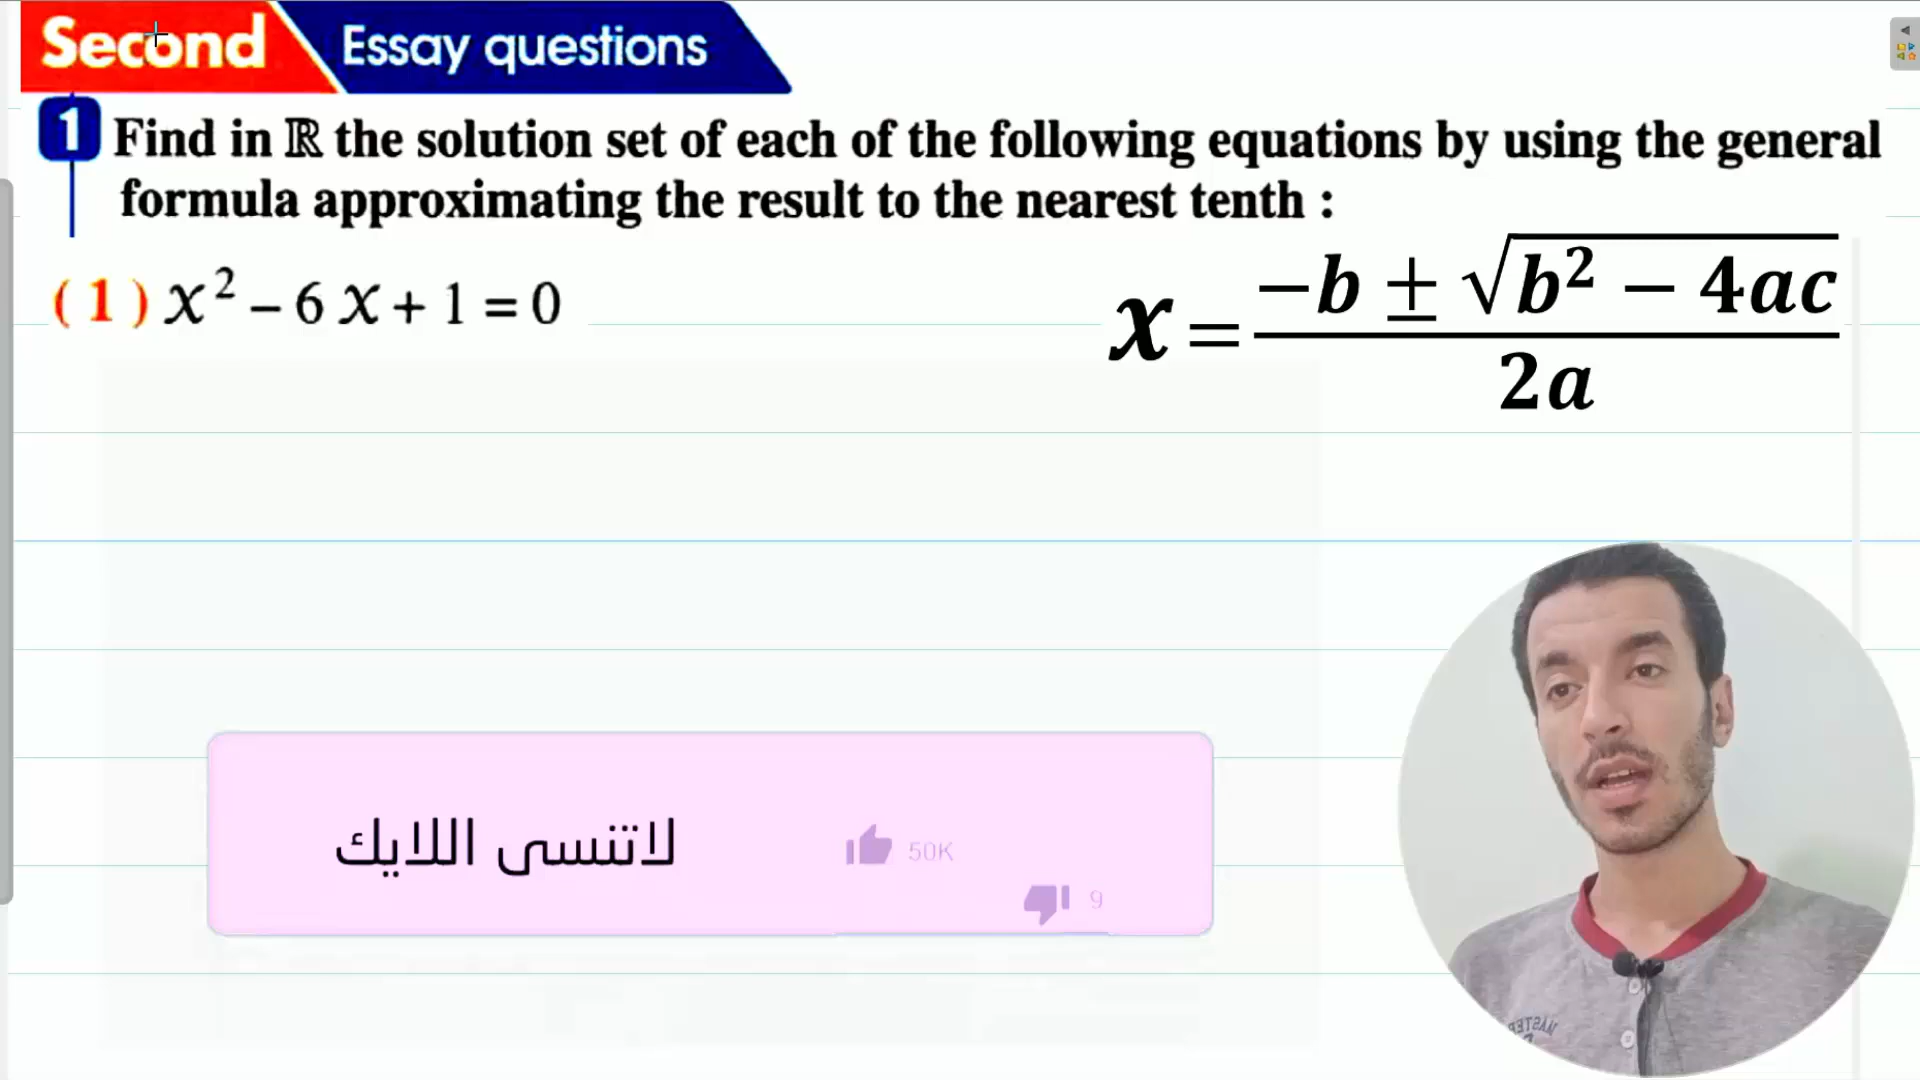 Second Essay questions
1 Find in ℝ the solution set of each of the following equations by using the general
formula approximating the result to the nearest tenth :
(1) x² – 6 x + 1 = 0
x = (−b ± √(b² − 4ac)) / 2a
لاتنسى اللايك
50K
9